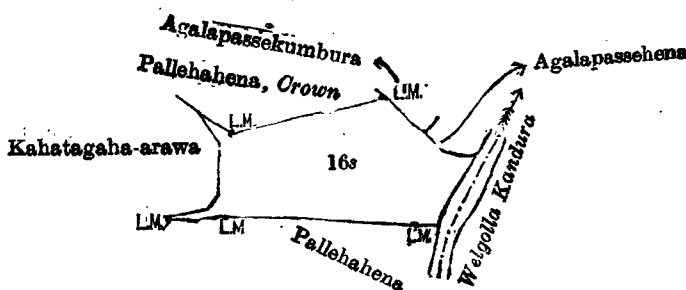 Agalapassekumbura
Agalapassehena
Pallehahena, Crown
L.M.
L.M.
Kahatagaha-arawa
16s
Welgolla Kandura
L.M.
L.M.
L.M.
Pallehahena